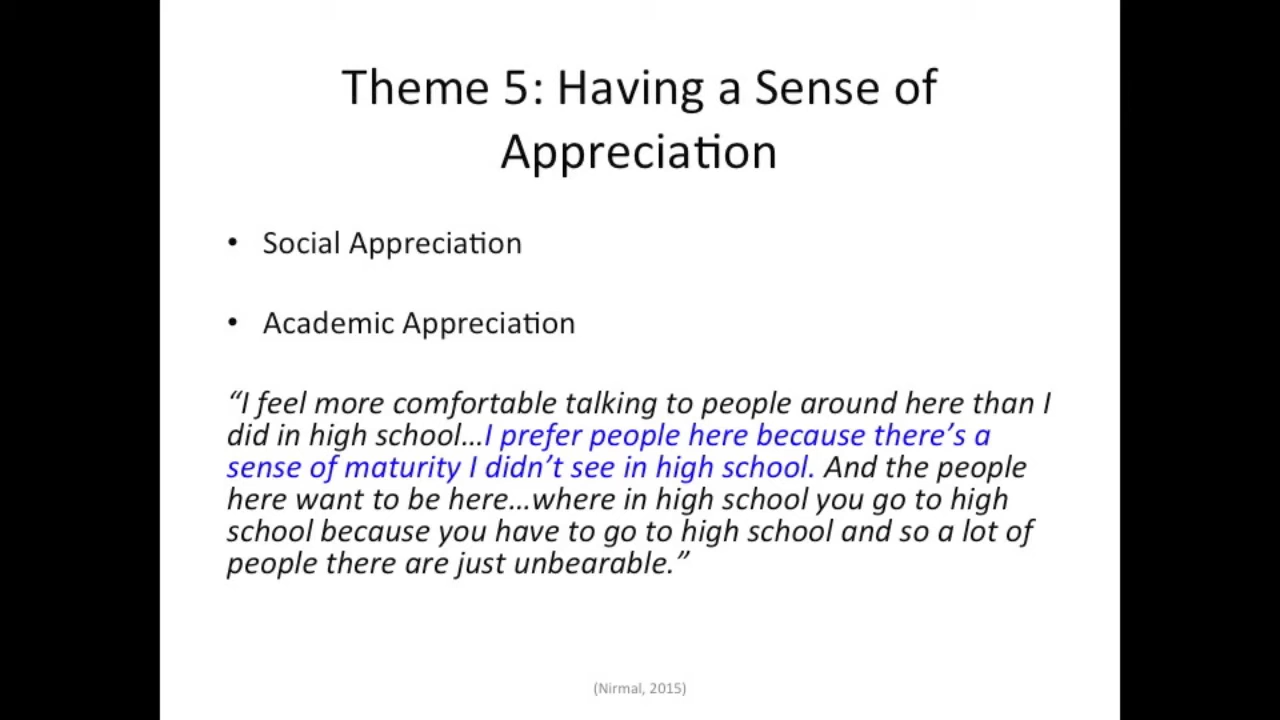 Theme 5: Having a Sense of
Appreciation
• Social Appreciation
• Academic Appreciation
“I feel more comfortable talking to people around here than I
did in high school…I prefer people here because there’s a
sense of maturity I didn’t see in high school. And the people
here want to be here…where in high school you go to high
school because you have to go to high school and so a lot of
people there are just unbearable.”
(Nirmal, 2015)